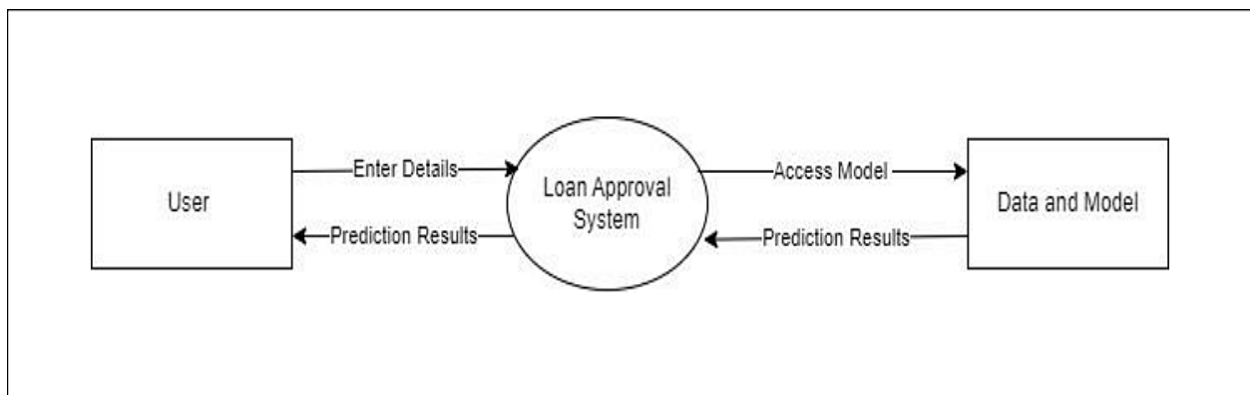 User
Enter Details
Prediction Results
Loan Approval
System
Access Model
Prediction Results
Data and Model